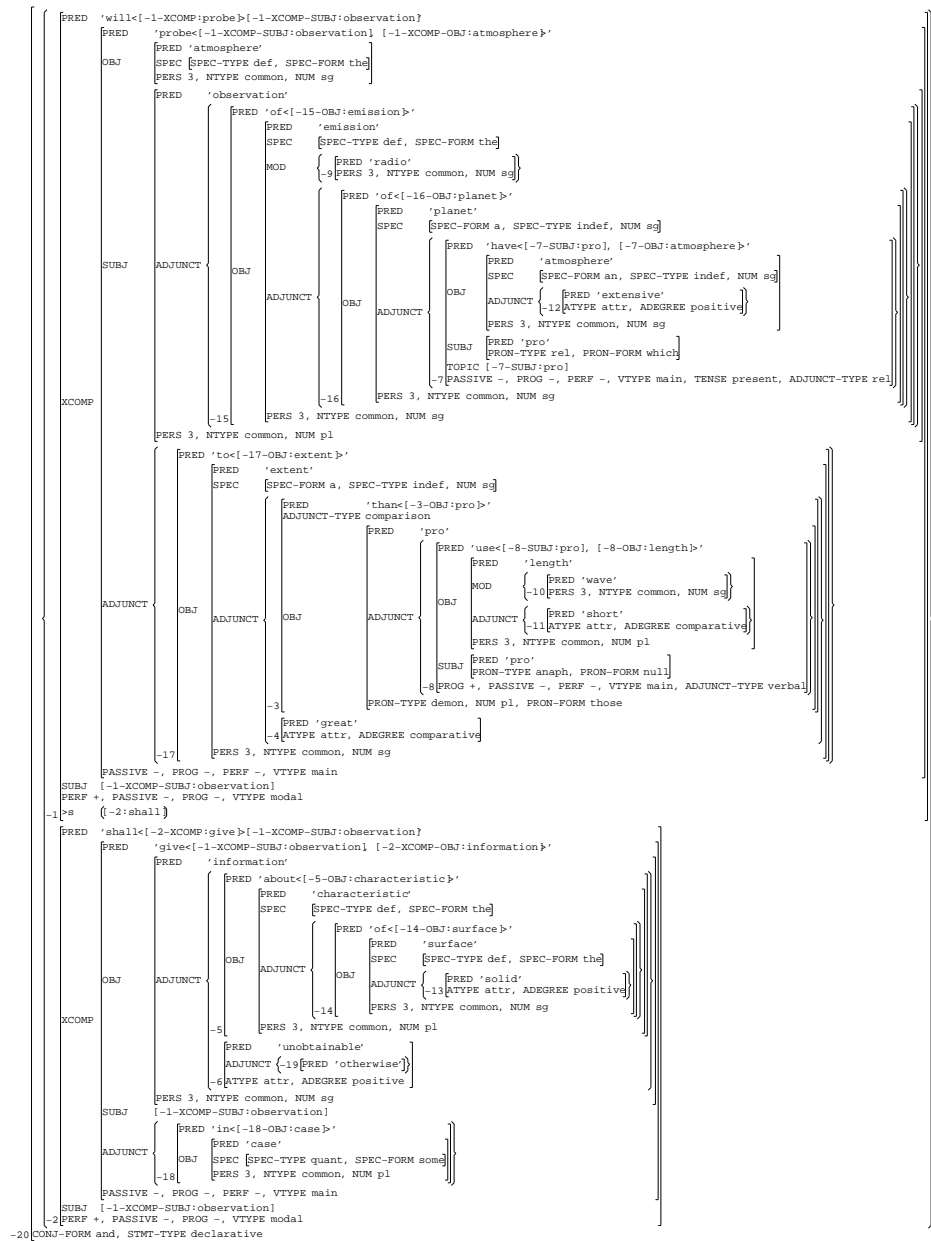 PRED 'will<[-1-XCOMP:probe]>[-1-XCOMP-SUBJ:observation]'
PRED 'probe<[-1-XCOMP-SUBJ:observation], [-1-XCOMP-OBJ:atmosphere]>'
PRED 'atmosphere'
OBJ SPEC [SPEC-TYPE def, SPEC-FORM the]
PERS 3, NTYPE common, NUM sg
PRED 'observation'
PRED 'of<[-15-OBJ:emission]>'
PRED 'emission'
SPEC [SPEC-TYPE def, SPEC-FORM the]
PRED 'radio'
MOD
-9 PERS 3, NTYPE common, NUM sg
PRED 'of<[-16-OBJ:planet]>'
PRED 'planet'
SPEC [SPEC-FORM a, SPEC-TYPE indef, NUM sg]
PRED 'have<[-7-SUBJ:pro], [-7-OBJ:atmosphere]>'
PRED 'atmosphere'
SUBJ ADJUNCT OBJ SPEC [SPEC-FORM an, SPEC-TYPE indef, NUM sg]
OBJ
PRED 'extensive'
ADJUNCT OBJ ADJUNCT ADJUNCT
-12 ATYPE attr, ADEGREE positive
PERS 3, NTYPE common, NUM sg
SUBJ PRED 'pro'
PRON-TYPE rel, PRON-FORM which
TOPIC [-7-SUBJ:pro]
-7 PASSIVE -, PROG -, PERF -, VTYPE main, TENSE present, ADJUNCT-TYPE rel
-16 PERS 3, NTYPE common, NUM sg
XCOMP
-15 PERS 3, NTYPE common, NUM sg
PERS 3, NTYPE common, NUM pl
PRED 'to<[-17-OBJ:extent]>'
PRED 'extent'
SPEC [SPEC-FORM a, SPEC-TYPE indef, NUM sg]
PRED 'than<[-3-OBJ:pro]>'
ADJUNCT-TYPE comparison
PRED 'pro'
PRED 'use<[-8-SUBJ:pro], [-8-OBJ:length]>'
PRED 'length'
PRED 'wave'
MOD
-10 PERS 3, NTYPE common, NUM sg
ADJUNCT OBJ OBJ
ADJUNCT OBJ ADJUNCT ADJUNCT PRED 'short'
-11 ATYPE attr, ADEGREE comparative
PERS 3, NTYPE common, NUM pl
SUBJ PRED 'pro'
PRON-TYPE anaph, PRON-FORM null
-8 PROG +, PASSIVE -, PERF -, VTYPE main, ADJUNCT-TYPE verbal
-3 PRON-TYPE demon, NUM pl, PRON-FORM those
PRED 'great'
-4 ATYPE attr, ADEGREE comparative
-17 PERS 3, NTYPE common, NUM sg
PASSIVE -, PROG -, PERF -, VTYPE main
SUBJ [-1-XCOMP-SUBJ:observation]
PERF +, PASSIVE -, PROG -, VTYPE modal
-1 >s ([-2:shall])
PRED 'shall<[-2-XCOMP:give]>[-1-XCOMP-SUBJ:observation]'
PRED 'give<[-1-XCOMP-SUBJ:observation], [-2-XCOMP-OBJ:information]>'
PRED 'information'
PRED 'about<[-5-OBJ:characteristic]>'
PRED 'characteristic'
SPEC [SPEC-TYPE def, SPEC-FORM the]
PRED 'of<[-14-OBJ:surface]>'
PRED 'surface'
OBJ SPEC [SPEC-TYPE def, SPEC-FORM the]
OBJ ADJUNCT ADJUNCT OBJ PRED 'solid'
ADJUNCT
-13 ATYPE attr, ADEGREE positive
-14 PERS 3, NTYPE common, NUM sg
XCOMP
-5 PERS 3, NTYPE common, NUM pl
PRED 'unobtainable'
ADJUNCT -19 [PRED 'otherwise']
-6 ATYPE attr, ADEGREE positive
PERS 3, NTYPE common, NUM sg
SUBJ [-1-XCOMP-SUBJ:observation]
PRED 'in<[-18-OBJ:case]>'
PRED 'case'
ADJUNCT OBJ SPEC [SPEC-TYPE quant, SPEC-FORM some]
-18 PERS 3, NTYPE common, NUM pl
PASSIVE -, PROG -, PERF -, VTYPE main
SUBJ [-1-XCOMP-SUBJ:observation]
-2 PERF +, PASSIVE -, PROG -, VTYPE modal
-20 CONJ-FORM and, STMT-TYPE declarative